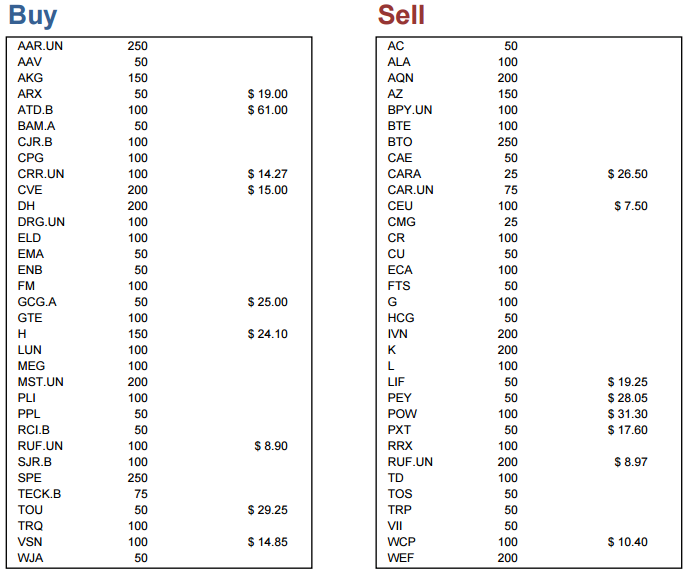 Buy
AAR.UN 250
AAV 50
AKG 150
ARX 50 $ 19.00
ATD.B 100 $ 61.00
BAM.A 50
CJR.B 100
CPG 100
CRR.UN 100 $ 14.27
CVE 200 $ 15.00
DH 200
DRG.UN 100
ELD 100
EMA 50
ENB 50
FM 100
GCG.A 50 $ 25.00
GTE 100
H 150 $ 24.10
LUN 100
MEG 100
MST.UN 200
PLI 100
PPL 50
RCI.B 50
RUF.UN 100 $ 8.90
SJR.B 100
SPE 250
TECK.B 75
TOU 50 $ 29.25
TRQ 100
VSN 100 $ 14.85
WJA 50
Sell
AC 50
ALA 100
AQN 200
AZ 150
BPY.UN 100
BTE 100
BTO 250
CAE 50
CARA 25 $ 26.50
CAR.UN 75
CEU 100 $ 7.50
CMG 25
CR 100
CU 50
ECA 100
FTS 50
G 100
HCG 50
IVN 200
K 200
L 100
LIF 50 $ 19.25
PEY 50 $ 28.05
POW 100 $ 31.30
PXT 50 $ 17.60
RRX 100
RUF.UN 200 $ 8.97
TD 100
TOS 50
TRP 50
VII 50
WCP 100 $ 10.40
WEF 200